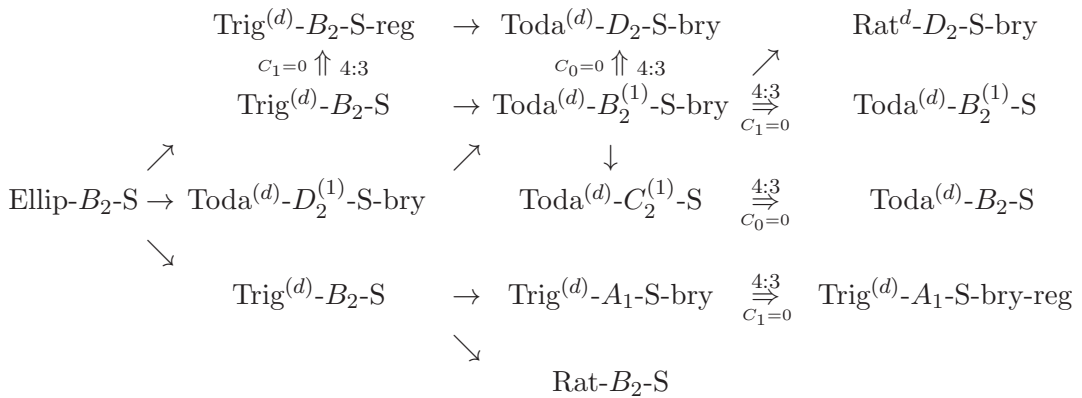 Trig^{(d)}-B_2-S-reg → Toda^{(d)}-D_2-S-bry Rat^d-D_2-S-bry
C_1=0 ⇑ 4:3 C_0=0 ⇑ 4:3 ↗
Trig^{(d)}-B_2-S → Toda^{(d)}-B_2^{(1)}-S-bry 4:3 ⇛ C_1=0 Toda^{(d)}-B_2^{(1)}-S
↗ ↗ ↓
Ellip-B_2-S → Toda^{(d)}-D_2^{(1)}-S-bry Toda^{(d)}-C_2^{(1)}-S 4:3 ⇛ C_0=0 Toda^{(d)}-B_2-S
↘
Trig^{(d)}-B_2-S → Trig^{(d)}-A_1-S-bry 4:3 ⇛ C_1=0 Trig^{(d)}-A_1-S-bry-reg
↘
Rat-B_2-S